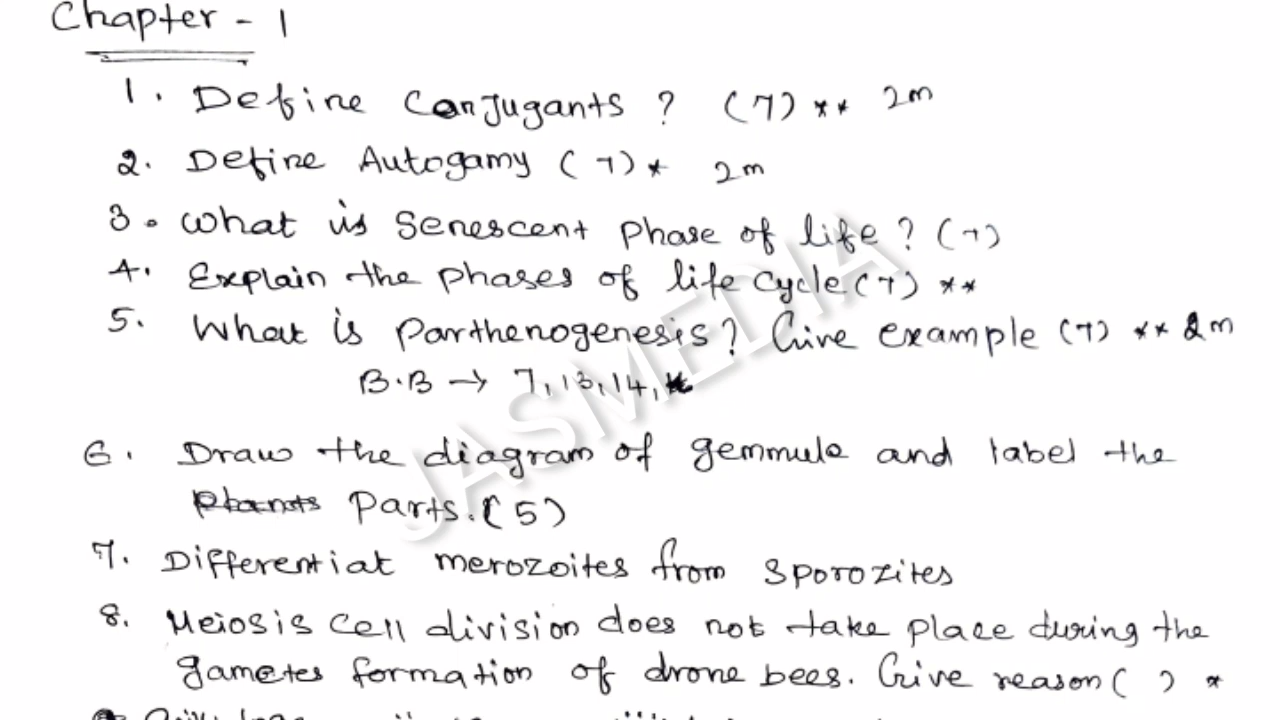 Chapter - 1
1. Define Conjugants ? (7) ** 2m
2. Define Autogamy (7) * 2m
3. What is Senescent Phase of life ? (7)
4. Explain the Phases of life Cycle (7) **
5. What is Parthenogenesis ? Give example (7) ** 2m
B.B → 7, 13, 14,
6. Draw the diagram of gemmule and label the
Parts. (5)
7. Differentiat merozoites from Sporozites
8. Meiosis Cell division does not take place during the
gametes formation of drone bees. Give reason ( ) *
JASMEDIA